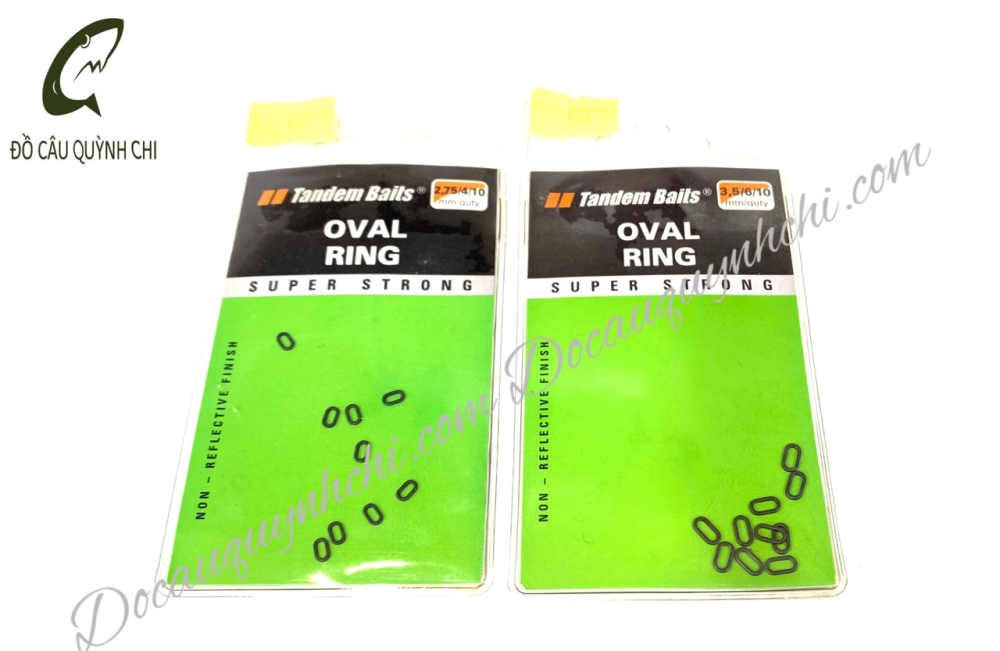 ĐỒ CÂU QUỲNH CHI
Tandem Baits®
2,75/4/10
mm/quty
OVAL
RING
SUPER STRONG
NON – REFLECTIVE FINISH
Tandem Baits®
3,5/6/10
mm/quty
OVAL
RING
SUPER STRONG
NON – REFLECTIVE FINISH
Docauquynhchi.com
Docauquynhchi.com